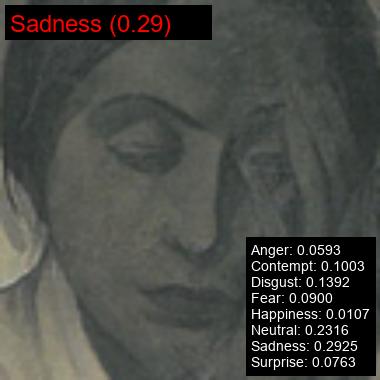 Sadness (0.29)
Anger: 0.0593
Contempt: 0.1003
Disgust: 0.1392
Fear: 0.0900
Happiness: 0.0107
Neutral: 0.2316
Sadness: 0.2925
Surprise: 0.0763